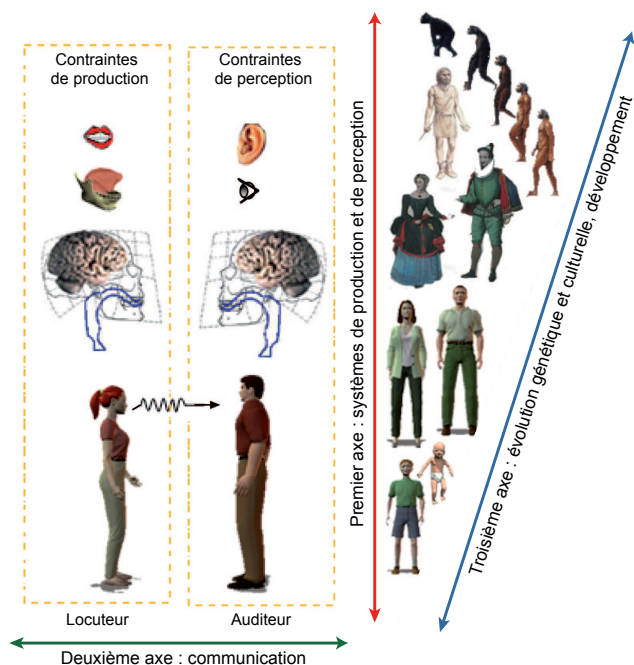 Contraintes
de production
Contraintes
de perception
Locuteur
Auditeur
Deuxième axe : communication
Premier axe : systèmes de production et de perception
Troisième axe : évolution génétique et culturelle, développement